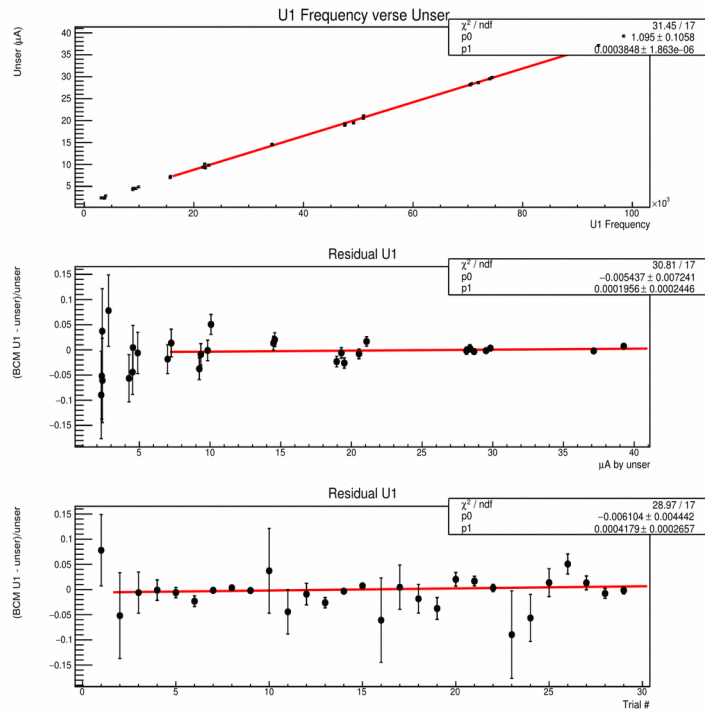 U1 Frequency verse Unser
χ² / ndf 31.45 / 17
p0 1.095 ± 0.1058
p1 0.0003848 ± 1.863e−06
Unser (μA)
40
35
30
25
20
15
10
5
0 20 40 60 80 100 ×10³
U1 Frequency
Residual U1
χ² / ndf 30.81 / 17
p0 −0.005437 ± 0.007241
p1 0.0001956 ± 0.0002446
(BCM U1 - unser)/unser
0.15
0.1
0.05
0
−0.05
−0.1
−0.15
5 10 15 20 25 30 35 40
μA by unser
Residual U1
χ² / ndf 28.97 / 17
p0 −0.006104 ± 0.004442
p1 0.0004179 ± 0.0002657
(BCM U1 - unser)/unser
0.15
0.1
0.05
0
−0.05
−0.1
−0.15
0 5 10 15 20 25 30
Trial #